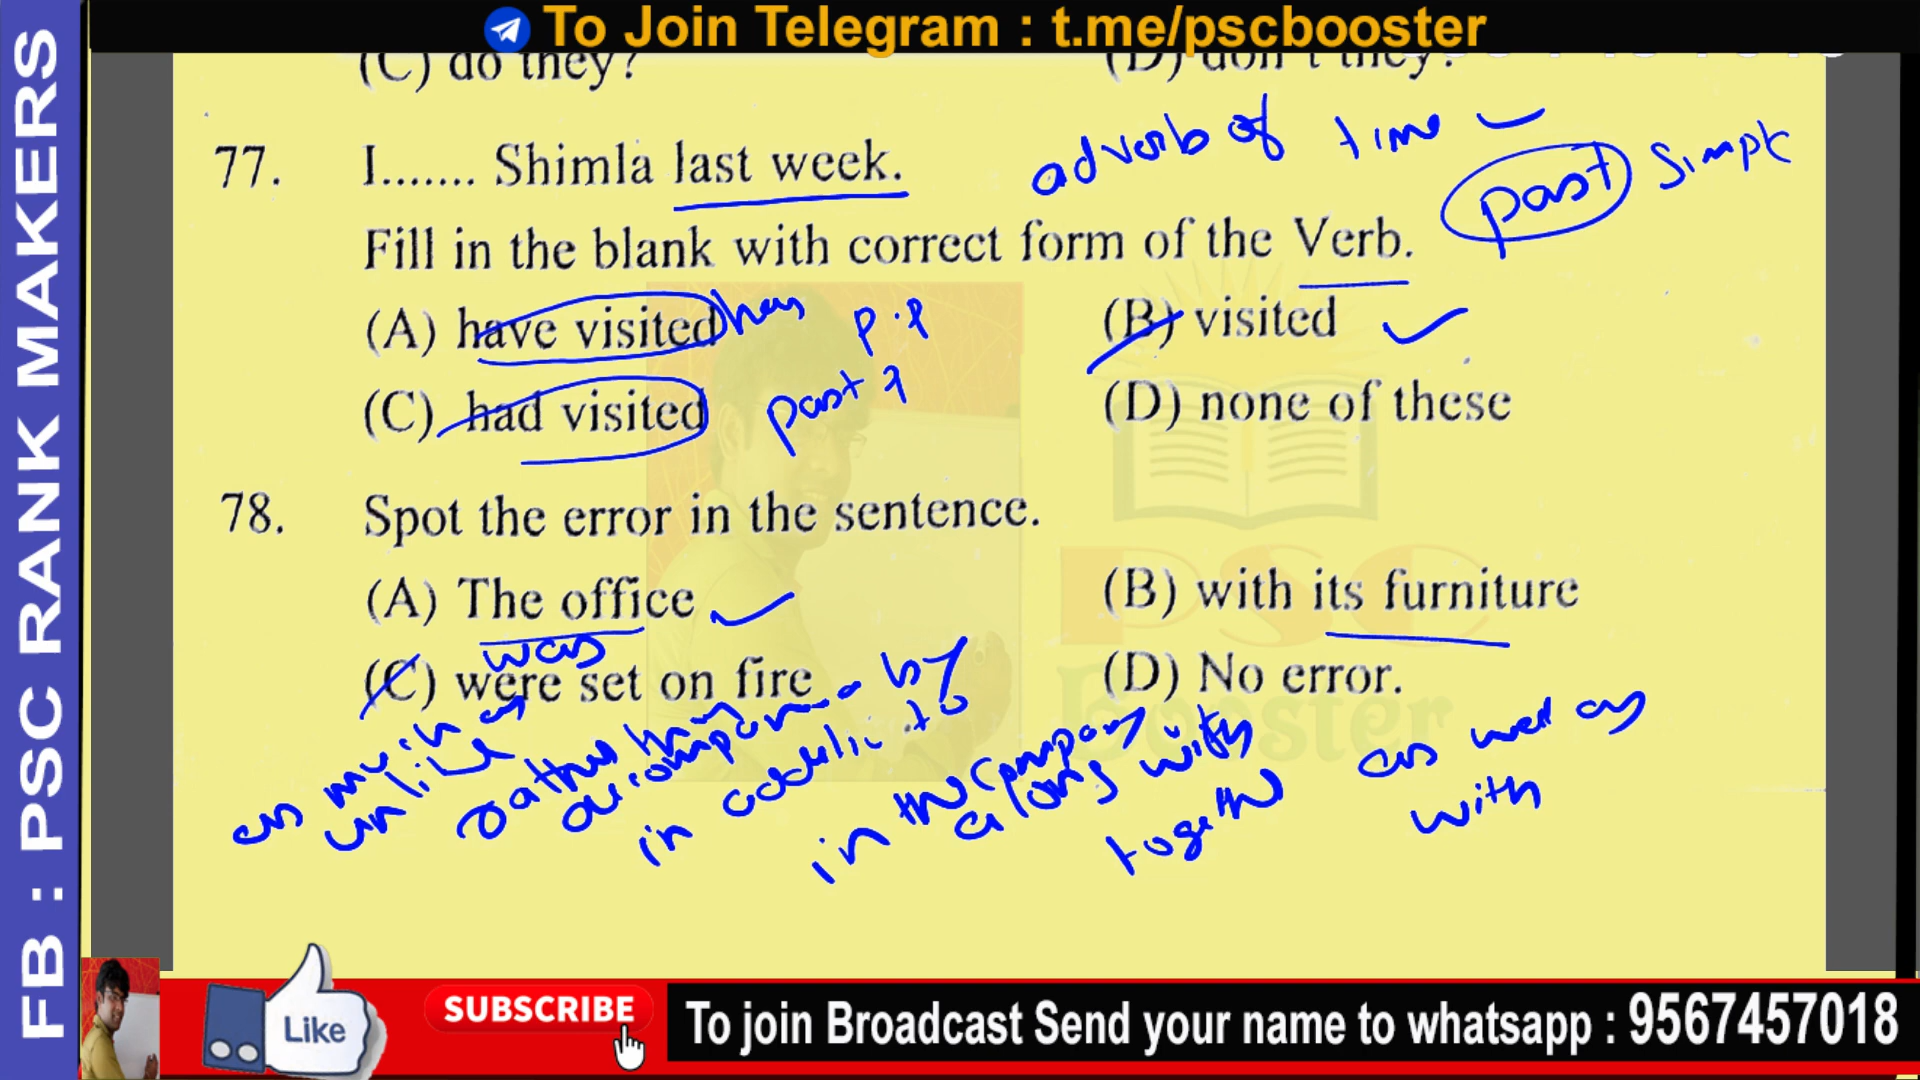 To Join Telegram : t.me/pscbooster
FB : PSC RANK MAKERS
(C) do they? (D) don't they?
77. I....... Shimla last week. adverb of time
past Simple
Fill in the blank with correct form of the Verb.
(A) have visited has p.p (B) visited
(C) had visited past p (D) none of these
78. Spot the error in the sentence.
(A) The office (B) with its furniture
was
(C) were set on fire (D) No error.
by
as much as rather than to as well as
unlike in the company along with
in together with
PSC
Booster
Like
SUBSCRIBE
To join Broadcast Send your name to whatsapp : 9567457018